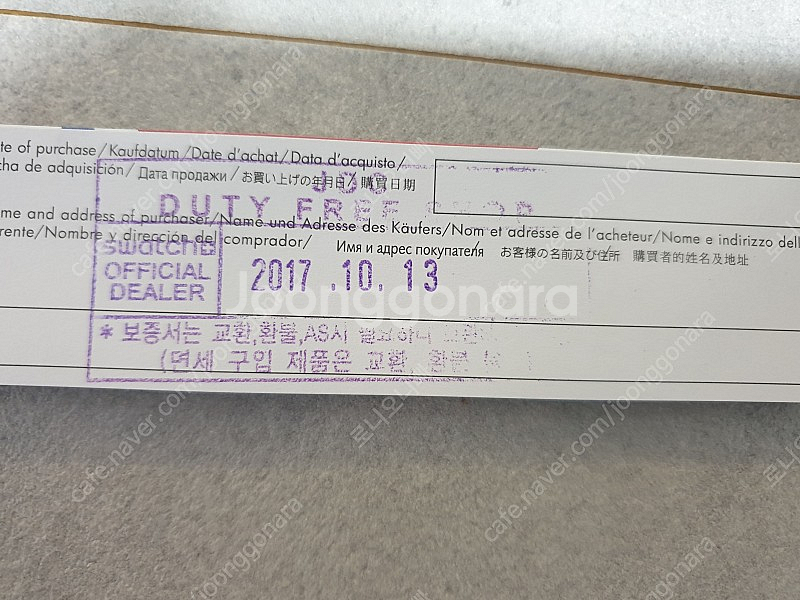 te of purchase/Kaufdatum/Date d'achat/Data d'acquisto/
cha de adquisición/Дата продажи/お買い上げの年月日/購買日期
DUTY FREE SHOP
me and address of purchaser/Name und Adresse des Käufers/Nom et adresse de l'acheteur/Nome e indirizzo dell
rente/Nombre y dirección del comprador/ Имя и адрес покупателя お客様の名前及び住所 購買者的姓名及地址
swatch
OFFICIAL
DEALER
2017 .10. 13
Joonggonara
* 보증서는 교환,환불,AS시
(면세 구입 제품은 교환, 환불
cafe.naver.com/joonggonara